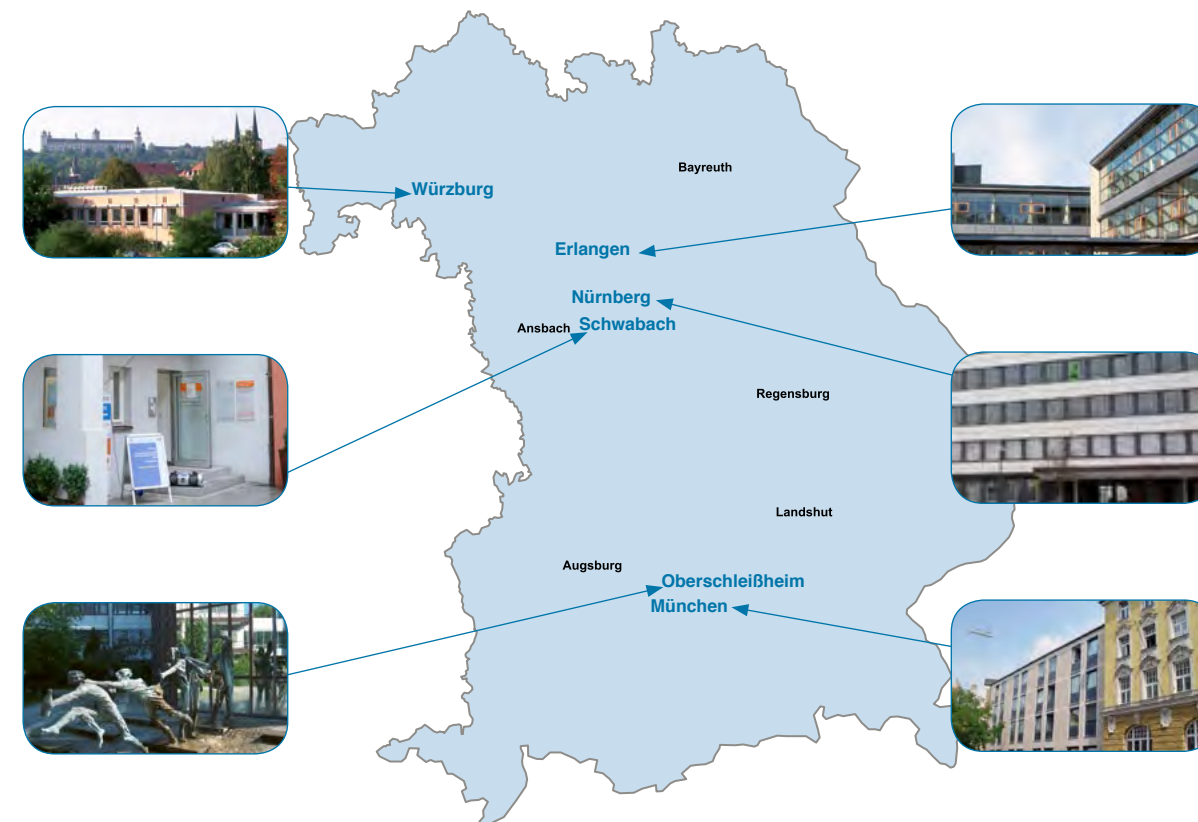 Bayreuth
Würzburg
Erlangen
Nürnberg
Ansbach
Schwabach
Regensburg
Landshut
Augsburg
Oberschleißheim
München